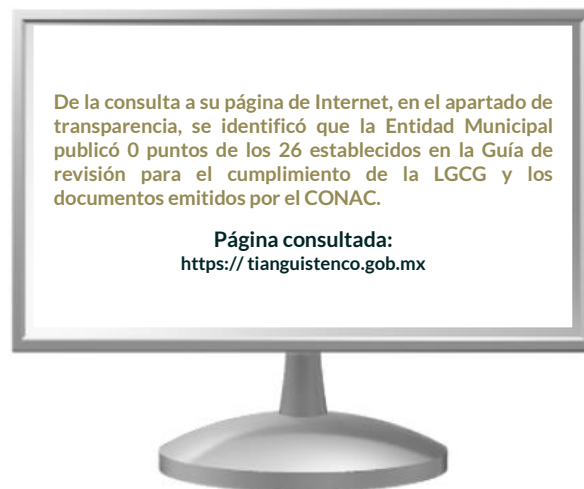 De la consulta a su página de Internet, en el apartado de
transparencia, se identificó que la Entidad Municipal
publicó 0 puntos de los 26 establecidos en la Guía de
revisión para el cumplimiento de la LGCG y los
documentos emitidos por el CONAC.
Página consultada:
https:// tianguistenco.gob.mx